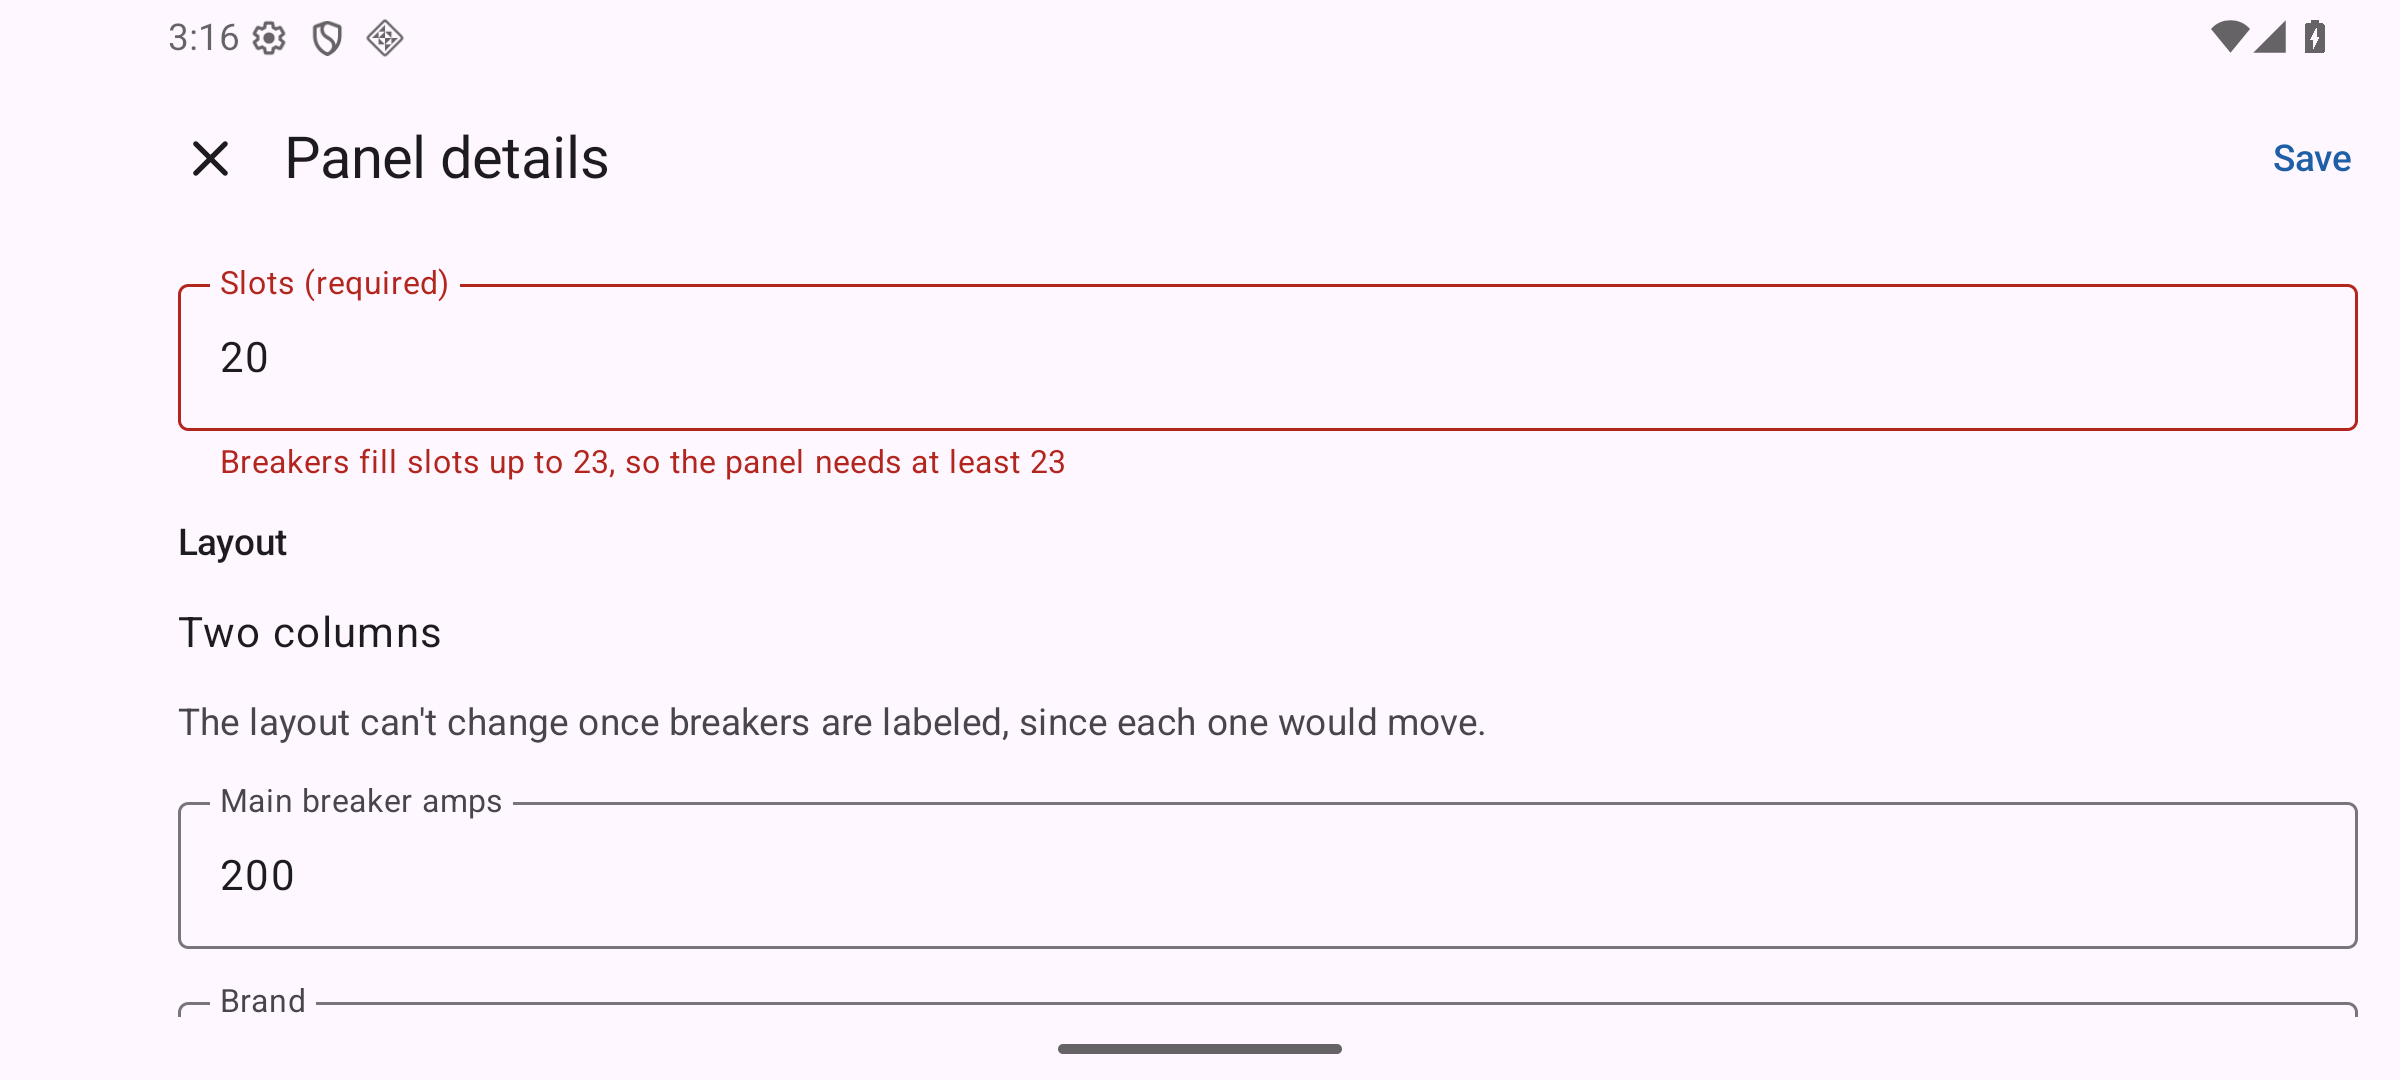 3:16
Panel details
Save
Slots (required)
20
Breakers fill slots up to 23, so the panel needs at least 23
Layout
Two columns
The layout can't change once breakers are labeled, since each one would move.
Main breaker amps
200
Brand